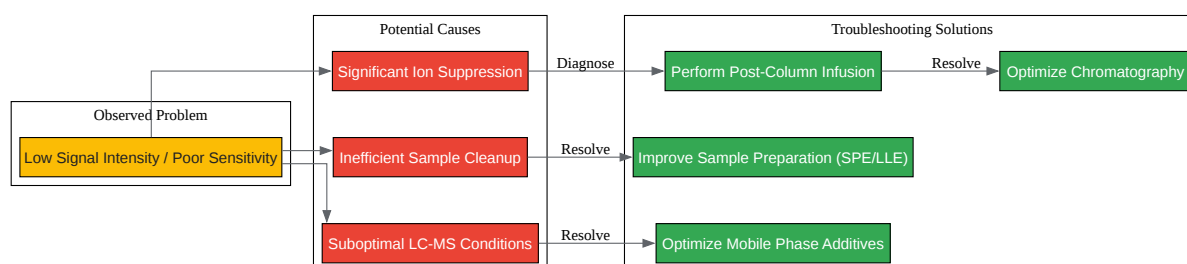 Potential Causes
Troubleshooting Solutions
Significant Ion Suppression
Diagnose
Perform Post-Column Infusion
Resolve
Optimize Chromatography
Observed Problem
Low Signal Intensity / Poor Sensitivity
Inefficient Sample Cleanup
Resolve
Improve Sample Preparation (SPE/LLE)
Suboptimal LC-MS Conditions
Resolve
Optimize Mobile Phase Additives